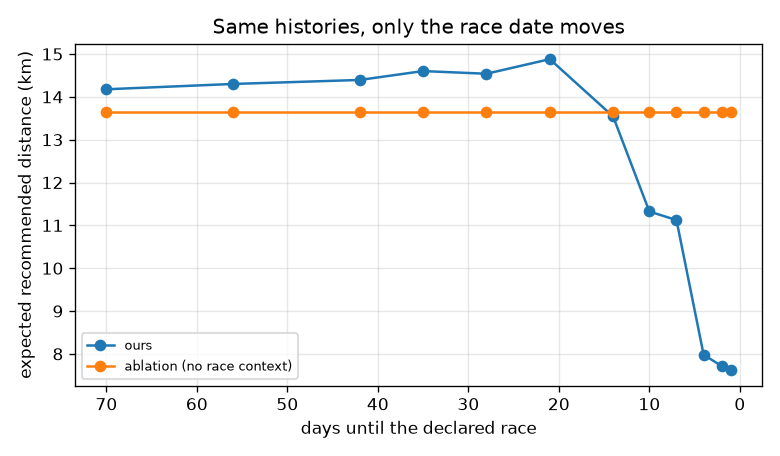 Same histories, only the race date moves
expected recommended distance (km)
15
14
13
12
11
10
9
8
ours
ablation (no race context)
70 60 50 40 30 20 10 0
days until the declared race